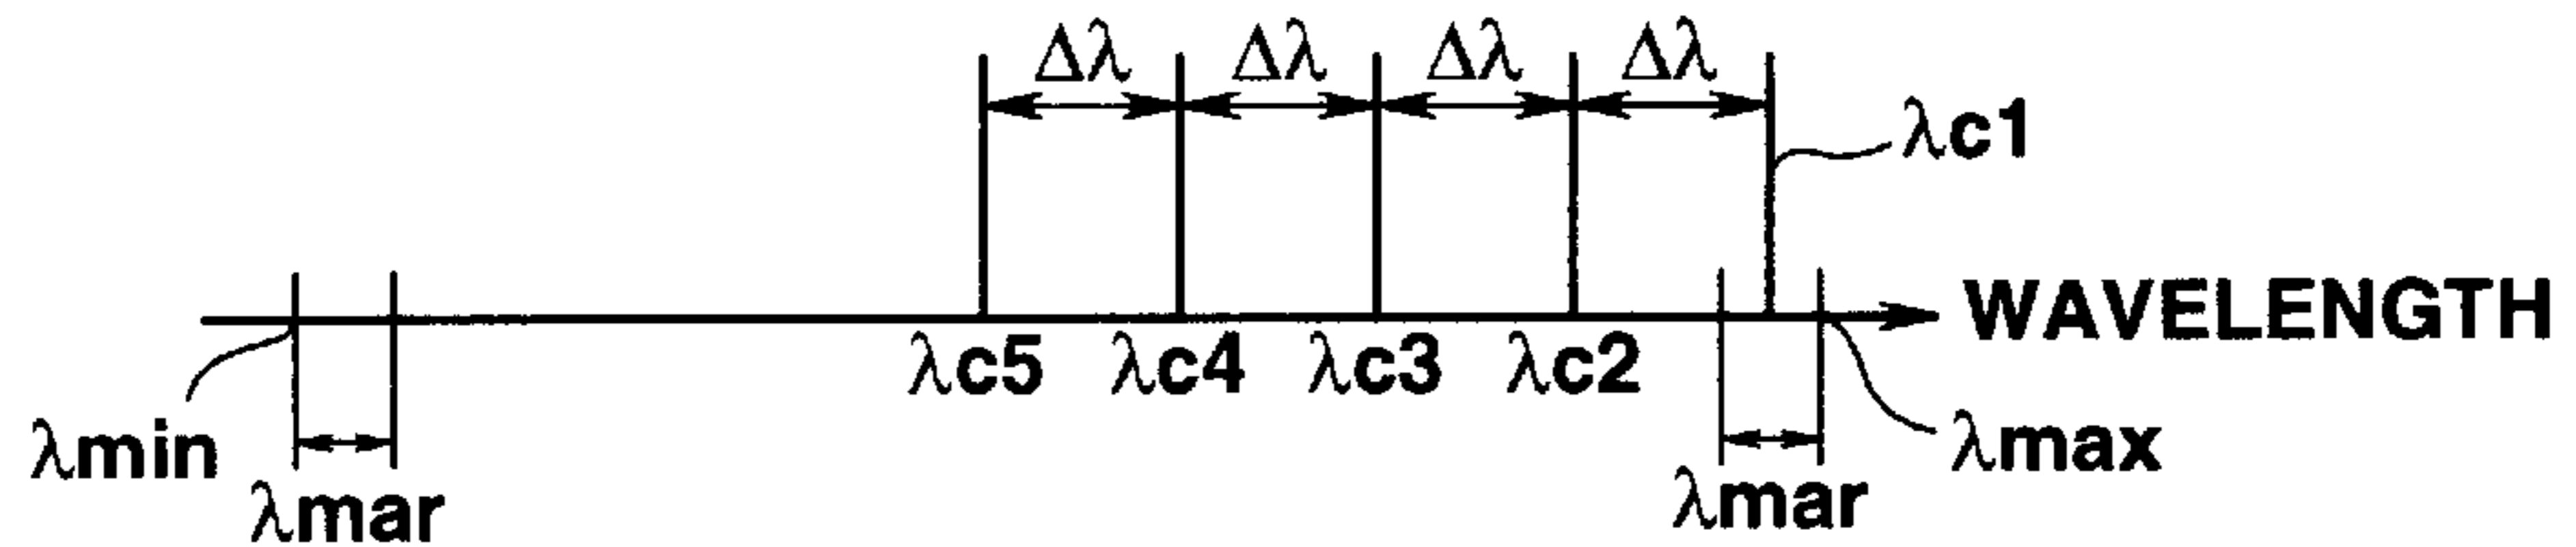 Δλ Δλ Δλ Δλ
λc1
WAVELENGTH
λc5 λc4 λc3 λc2
λmin λmax
λmar λmar